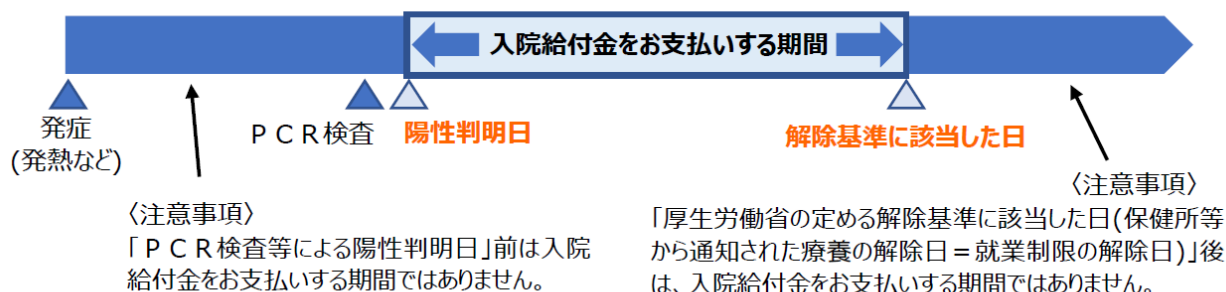 入院給付金をお支払いする期間
発症
(発熱など)
ＰＣＲ検査
陽性判明日
解除基準に該当した日
〈注意事項〉
「ＰＣＲ検査等による陽性判明日」前は入院
給付金をお支払いする期間ではありません。
〈注意事項〉
「厚生労働省の定める解除基準に該当した日(保健所等
から通知された療養の解除日＝就業制限の解除日)」後
は、入院給付金をお支払いする期間ではありません。